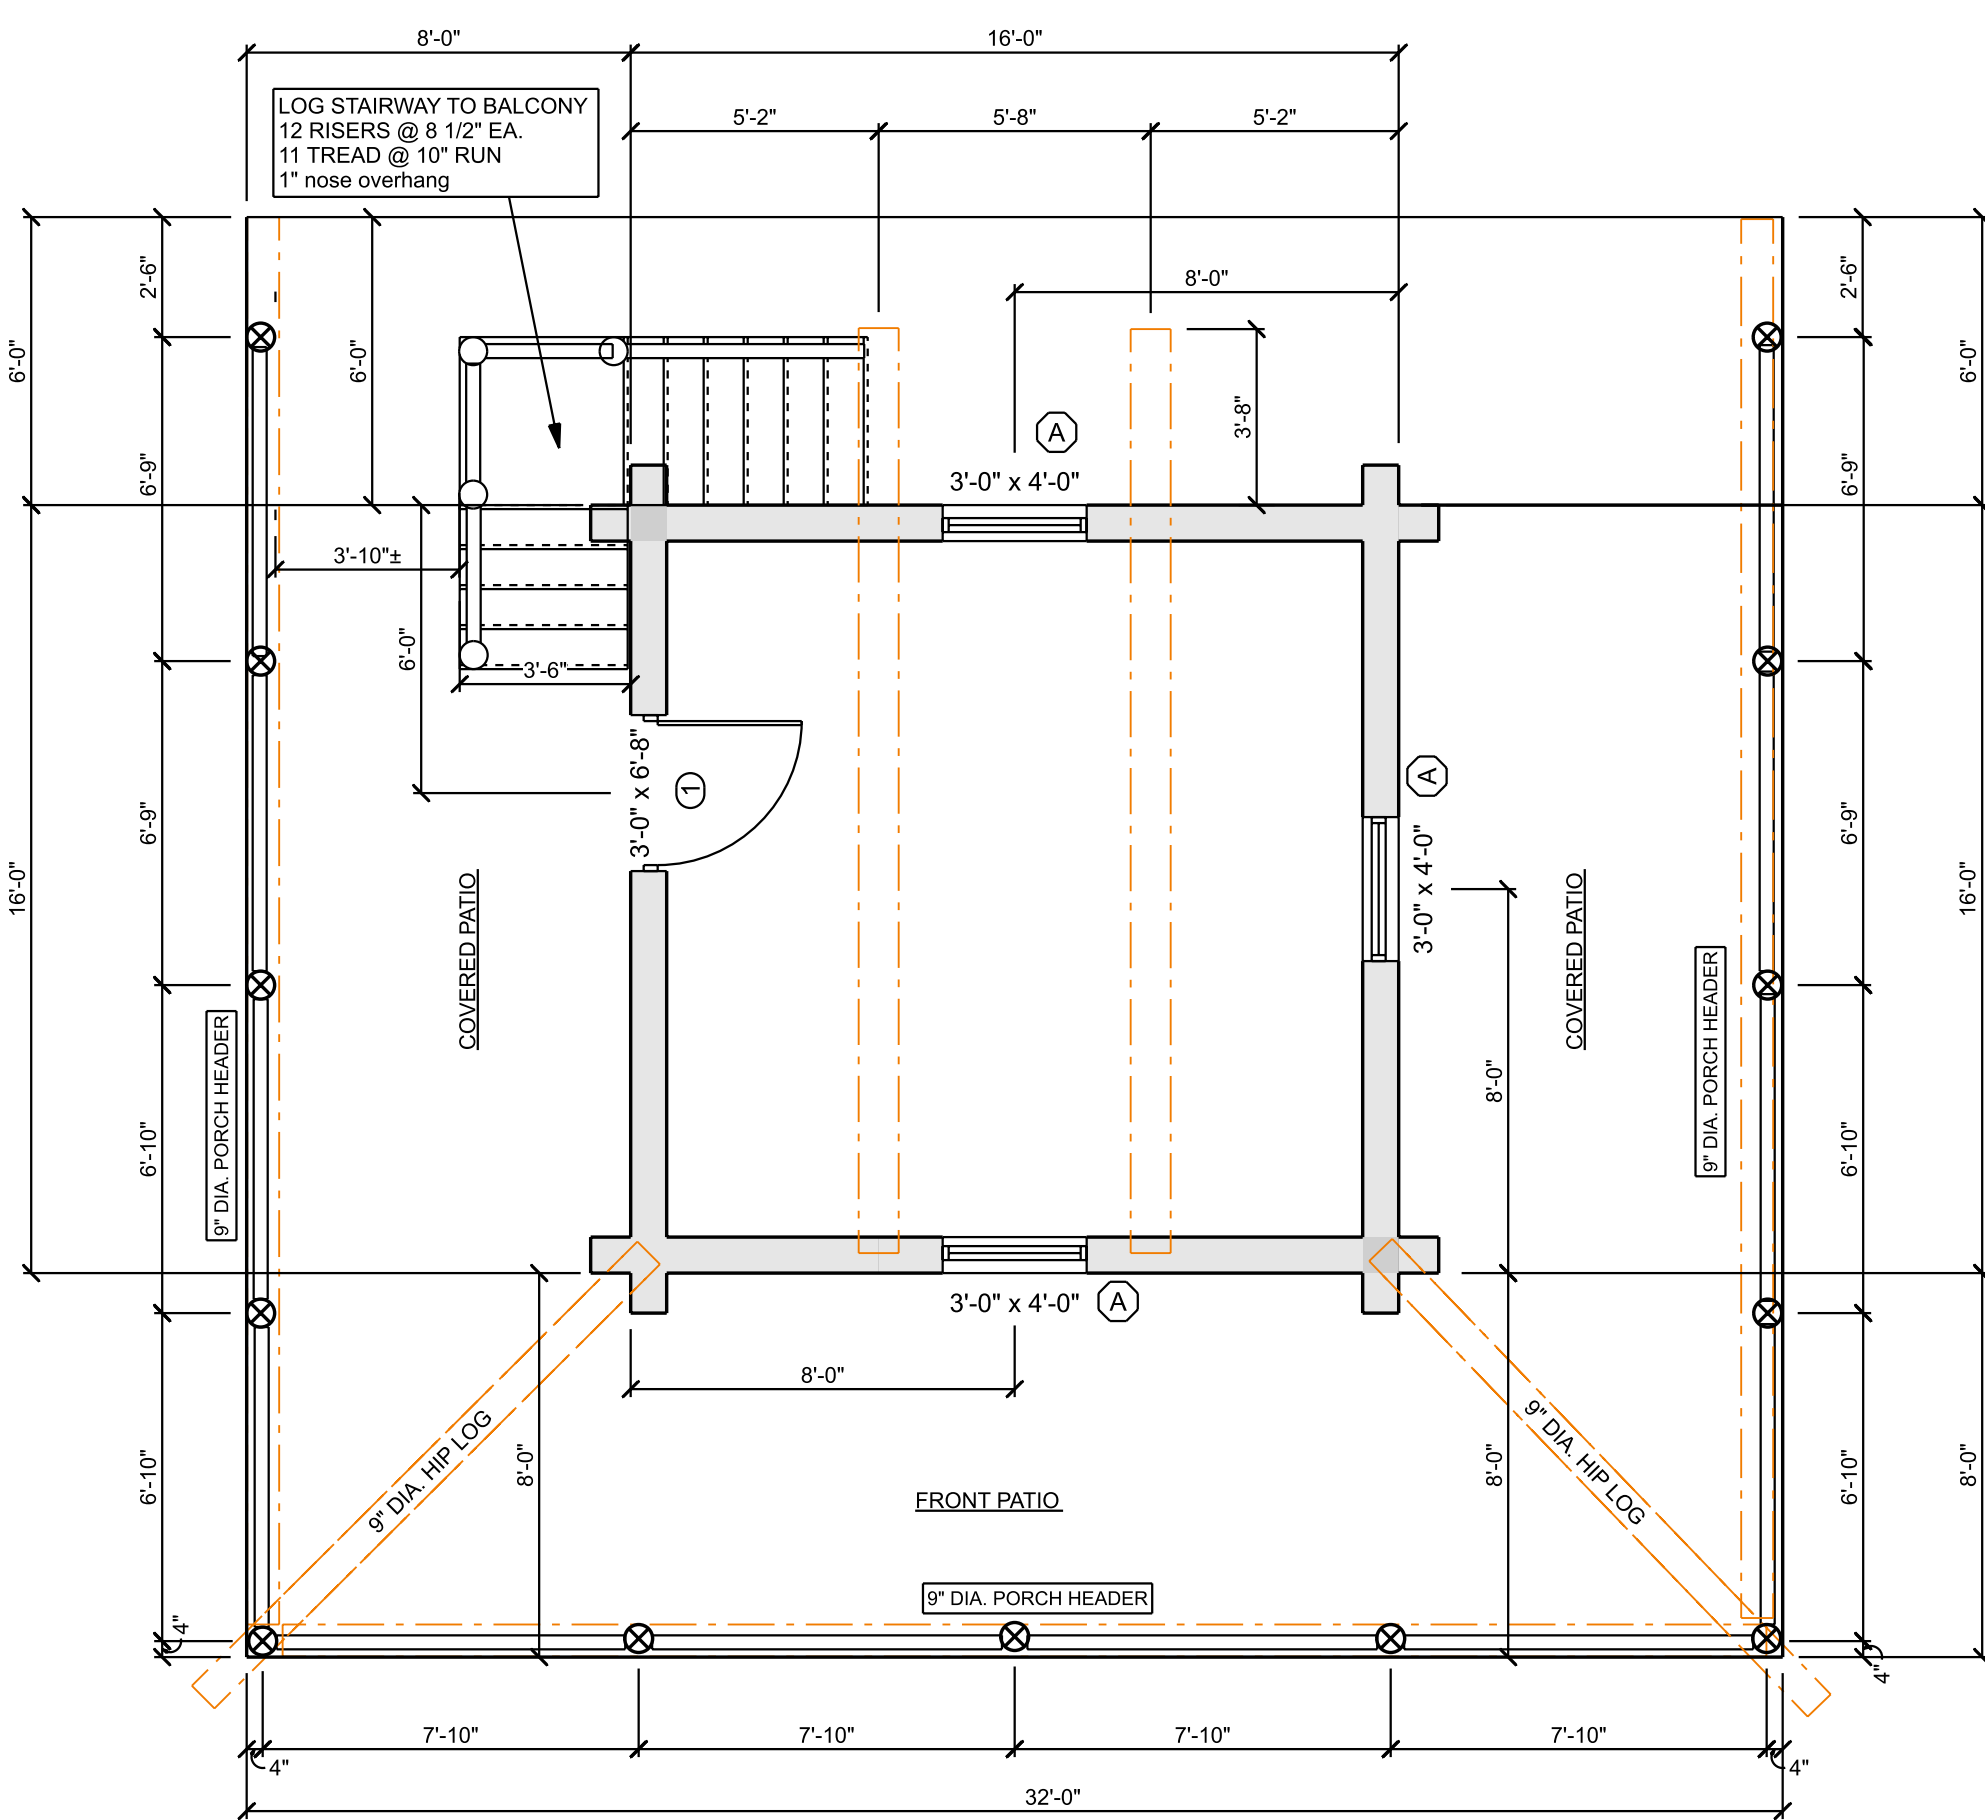 8'-0"
16'-0"
LOG STAIRWAY TO BALCONY
12 RISERS @ 8 1/2" EA.
11 TREAD @ 10" RUN
1" nose overhang
5'-2"
5'-8"
5'-2"
2'-6"
2'-6"
8'-0"
6'-0"
6'-0"
6'-0"
3'-8"
A
6'-9"
3'-0" x 4'-0"
6'-9"
3'-10"±
6'-0"
3'-6"
3'-0" x 6'-8"
1
A
6'-9"
6'-9"
16'-0"
3'-0" x 4'-0"
16'-0"
COVERED PATIO
COVERED PATIO
9" DIA. PORCH HEADER
9" DIA. PORCH HEADER
8'-0"
6'-10"
6'-10"
3'-0" x 4'-0"
A
8'-0"
9" DIA. HIP LOG
9" DIA. HIP LOG
6'-10"
8'-0"
8'-0"
6'-10"
8'-0"
FRONT PATIO
9" DIA. PORCH HEADER
4"
4"
7'-10"
7'-10"
7'-10"
7'-10"
4"
4"
32'-0"